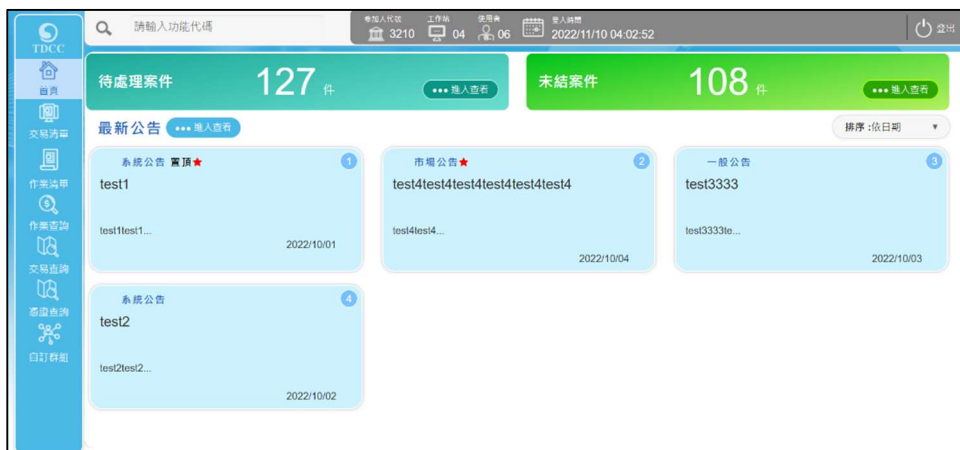 TDCC
請輸入功能代碼
參加人代號 3210
工作站 04
使用者 06
登入時間 2022/11/10 04:02:52
登出
首頁
交易清單
作業清單
作業查詢
交易查詢
憑證查詢
自訂群組
待處理案件 127 件 ••• 進入查看
未結案件 108 件 ••• 進入查看
最新公告 ••• 進入查看
排序 :依日期
系統公告 置頂★ 1
test1
test1test1...
2022/10/01
市場公告★ 2
test4test4test4test4test4test4
test4test4...
2022/10/04
一般公告 3
test3333
test3333te...
2022/10/03
系統公告 4
test2
test2test2...
2022/10/02